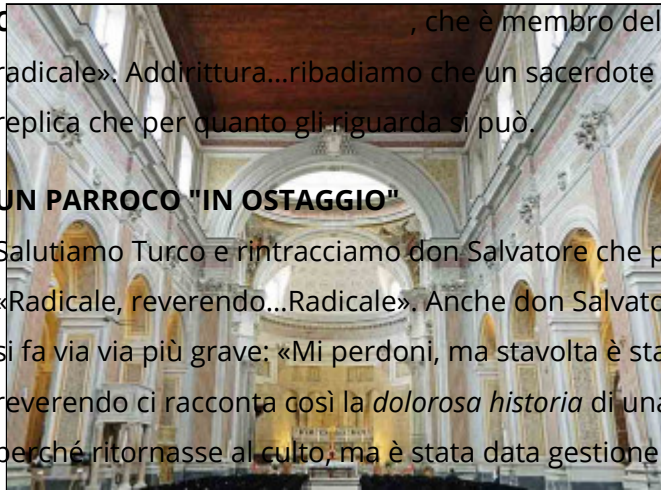 , che è membro del
radicale». Addirittura...ribadiamo che un sacerdote
replica che per quanto gli riguarda si può.
UN PARROCO "IN OSTAGGIO"
Salutiamo Turco e rintracciamo don Salvatore che p
«Radicale, reverendo...Radicale». Anche don Salvato
si fa via via più grave: «Mi perdoni, ma stavolta è sta
reverendo ci racconta così la dolorosa historia di una
perché ritornasse al culto, ma è stata data gestione